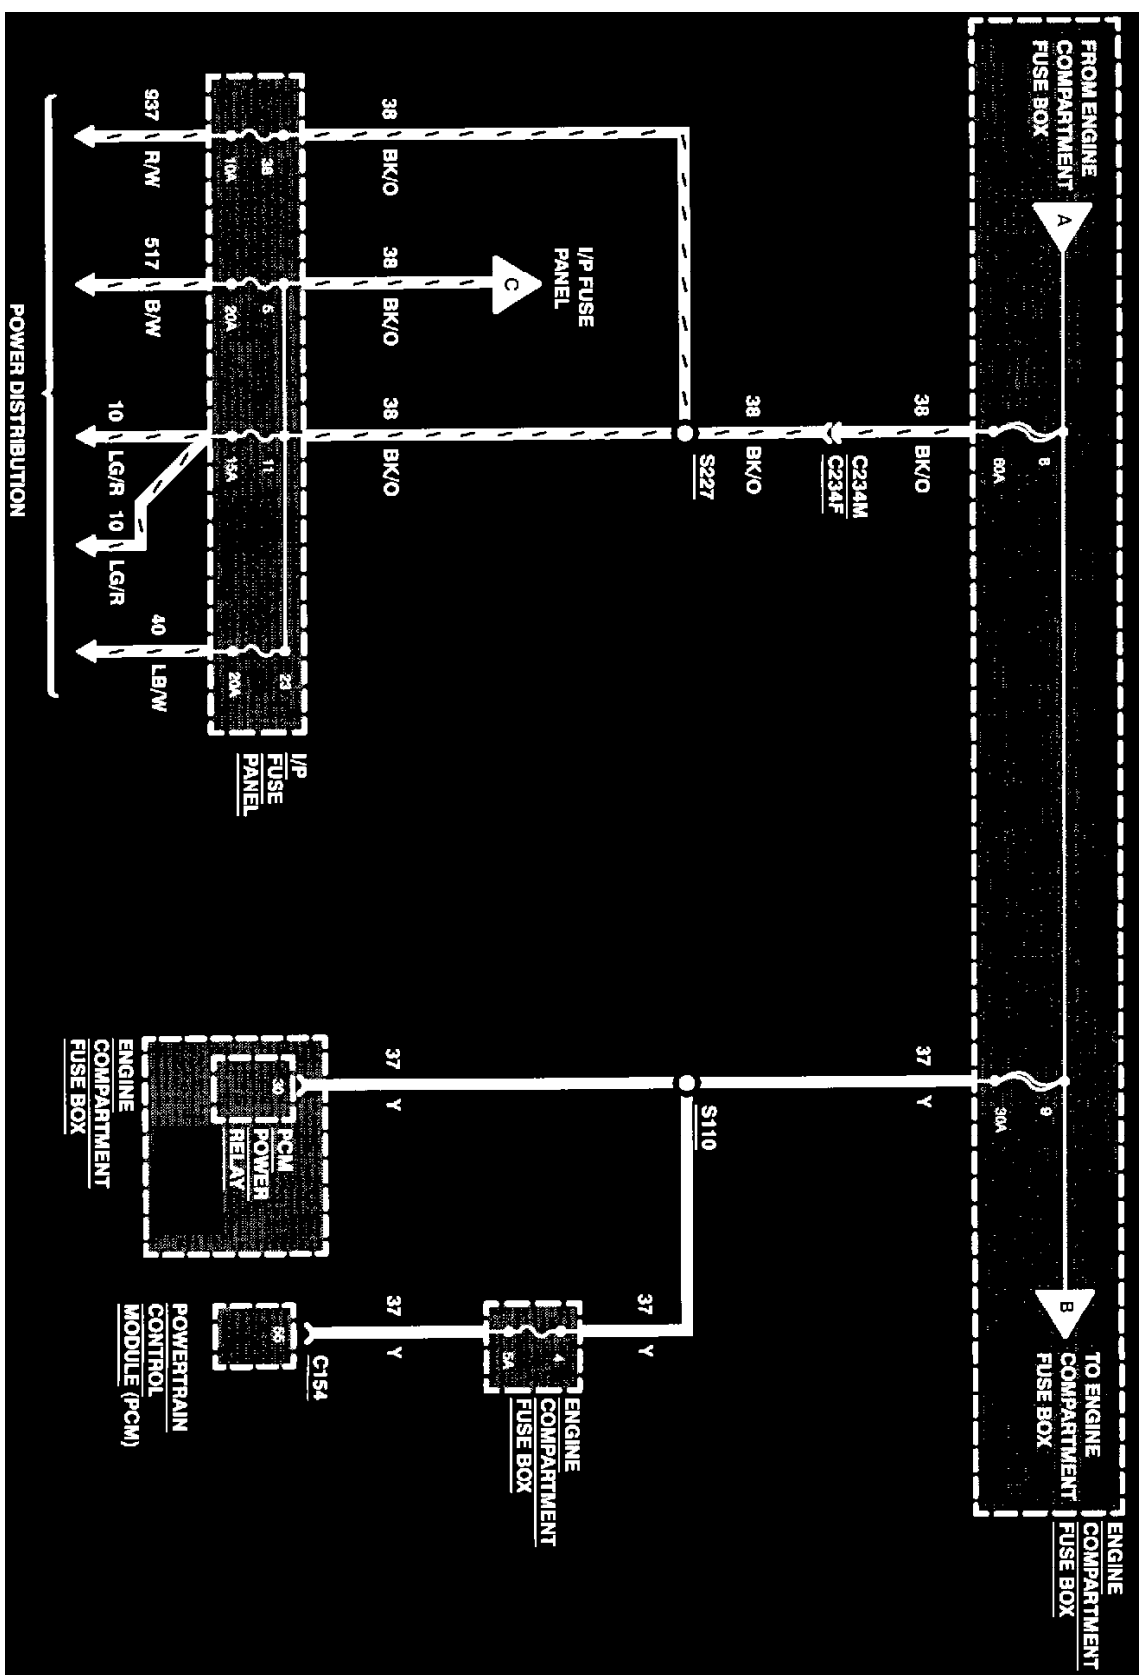 FROM ENGINE
COMPARTMENT
FUSE BOX
A
B
TO ENGINE
COMPARTMENT
FUSE BOX
ENGINE
COMPARTMENT
FUSE BOX
8
60A
9
30A
38
BK/O
C234M
C234F
38
BK/O
S227
37
Y
S110
I/P FUSE
PANEL
C
37
Y
4
5A
ENGINE
COMPARTMENT
FUSE BOX
38
BK/O
38
BK/O
38
BK/O
37
Y
37
Y
C154
10A
6
20A
11
15A
23
20A
I/P
FUSE
PANEL
30
PCM
POWER
RELAY
ENGINE
COMPARTMENT
FUSE BOX
POWERTRAIN
CONTROL
MODULE (PCM)
937
R/W
517
B/W
10
LG/R
10
LG/R
40
LB/W
POWER DISTRIBUTION